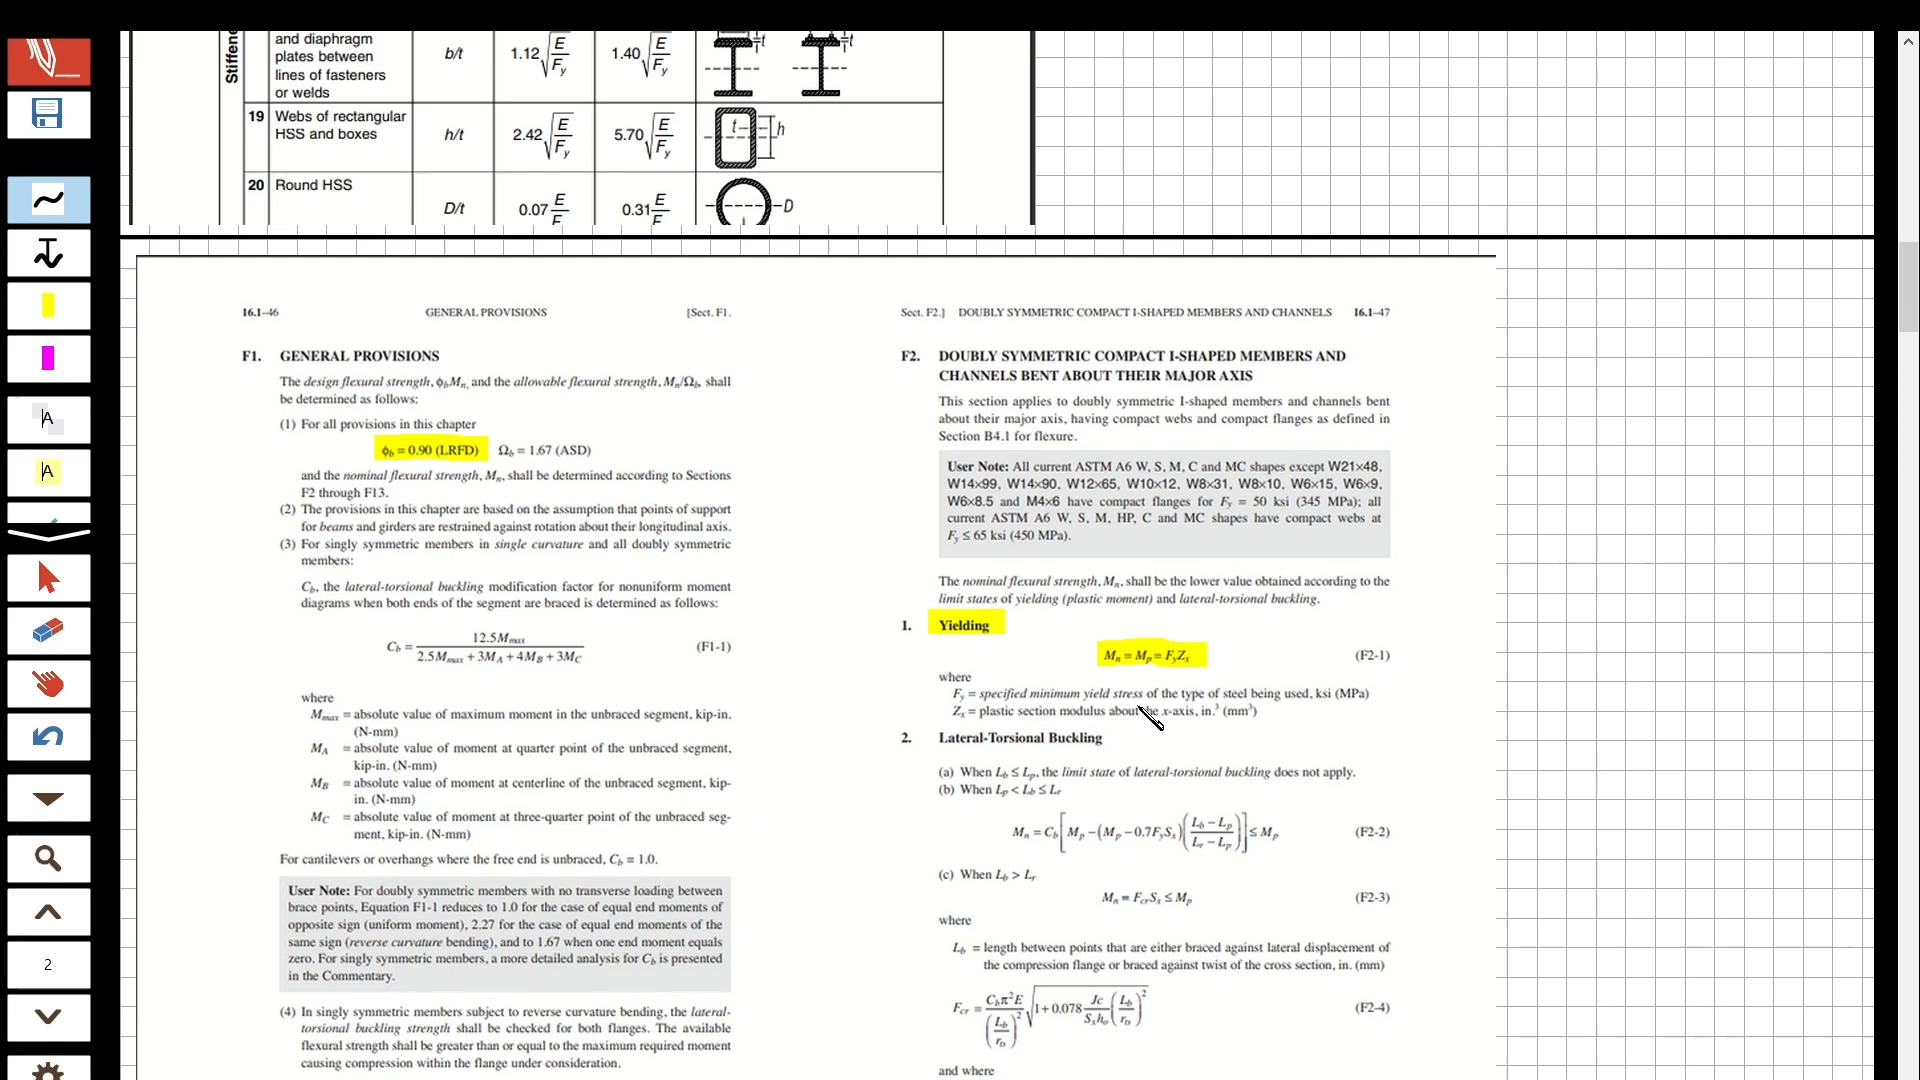 Stiffene
and diaphragm
plates between
lines of fasteners
or welds
b/t
1.12√E/Fy
1.40√E/Fy
t
t
19 Webs of rectangular
HSS and boxes
h/t
2.42√E/Fy
5.70√E/Fy
t
h
20 Round HSS
D/t
0.07 E/F
0.31 E/F
D
16.1–46 GENERAL PROVISIONS [Sect. F1.
F1. GENERAL PROVISIONS
The design flexural strength, ϕbMn, and the allowable flexural strength, Mn/Ωb, shall
be determined as follows:
(1) For all provisions in this chapter
ϕb = 0.90 (LRFD) Ωb = 1.67 (ASD)
and the nominal flexural strength, Mn, shall be determined according to Sections
F2 through F13.
(2) The provisions in this chapter are based on the assumption that points of support
for beams and girders are restrained against rotation about their longitudinal axis.
(3) For singly symmetric members in single curvature and all doubly symmetric
members:
Cb, the lateral-torsional buckling modification factor for nonuniform moment
diagrams when both ends of the segment are braced is determined as follows:
Cb = 12.5Mmax / 2.5Mmax + 3MA + 4MB + 3MC (F1-1)
where
Mmax = absolute value of maximum moment in the unbraced segment, kip-in.
(N-mm)
MA = absolute value of moment at quarter point of the unbraced segment,
kip-in. (N-mm)
MB = absolute value of moment at centerline of the unbraced segment, kip-
in. (N-mm)
MC = absolute value of moment at three-quarter point of the unbraced seg-
ment, kip-in. (N-mm)
For cantilevers or overhangs where the free end is unbraced, Cb = 1.0.
User Note: For doubly symmetric members with no transverse loading between
brace points, Equation F1-1 reduces to 1.0 for the case of equal end moments of
opposite sign (uniform moment), 2.27 for the case of equal end moments of the
same sign (reverse curvature bending), and to 1.67 when one end moment equals
zero. For singly symmetric members, a more detailed analysis for Cb is presented
in the Commentary.
(4) In singly symmetric members subject to reverse curvature bending, the lateral-
torsional buckling strength shall be checked for both flanges. The available
flexural strength shall be greater than or equal to the maximum required moment
causing compression within the flange under consideration.
Sect. F2.] DOUBLY SYMMETRIC COMPACT I-SHAPED MEMBERS AND CHANNELS 16.1–47
F2. DOUBLY SYMMETRIC COMPACT I-SHAPED MEMBERS AND
CHANNELS BENT ABOUT THEIR MAJOR AXIS
This section applies to doubly symmetric I-shaped members and channels bent
about their major axis, having compact webs and compact flanges as defined in
Section B4.1 for flexure.
User Note: All current ASTM A6 W, S, M, C and MC shapes except W21×48,
W14×99, W14×90, W12×65, W10×12, W8×31, W8×10, W6×15, W6×9,
W6×8.5 and M4×6 have compact flanges for Fy = 50 ksi (345 MPa); all
current ASTM A6 W, S, M, HP, C and MC shapes have compact webs at
Fy ≤ 65 ksi (450 MPa).
The nominal flexural strength, Mn, shall be the lower value obtained according to the
limit states of yielding (plastic moment) and lateral-torsional buckling.
1. Yielding
Mn = Mp = FyZx (F2-1)
where
Fy = specified minimum yield stress of the type of steel being used, ksi (MPa)
Zx = plastic section modulus about the x-axis, in.³ (mm³)
2. Lateral-Torsional Buckling
(a) When Lb ≤ Lp, the limit state of lateral-torsional buckling does not apply.
(b) When Lp < Lb ≤ Lr
Mn = Cb[Mp − (Mp − 0.7FySx)(Lb − Lp / Lr − Lp)] ≤ Mp (F2-2)
(c) When Lb > Lr
Mn = FcrSx ≤ Mp (F2-3)
where
Lb = length between points that are either braced against lateral displacement of
the compression flange or braced against twist of the cross section, in. (mm)
Fcr = Cbπ²E / (Lb/rts)² √1 + 0.078 Jc/Sxho (Lb/rts)² (F2-4)
and where
A
A
2